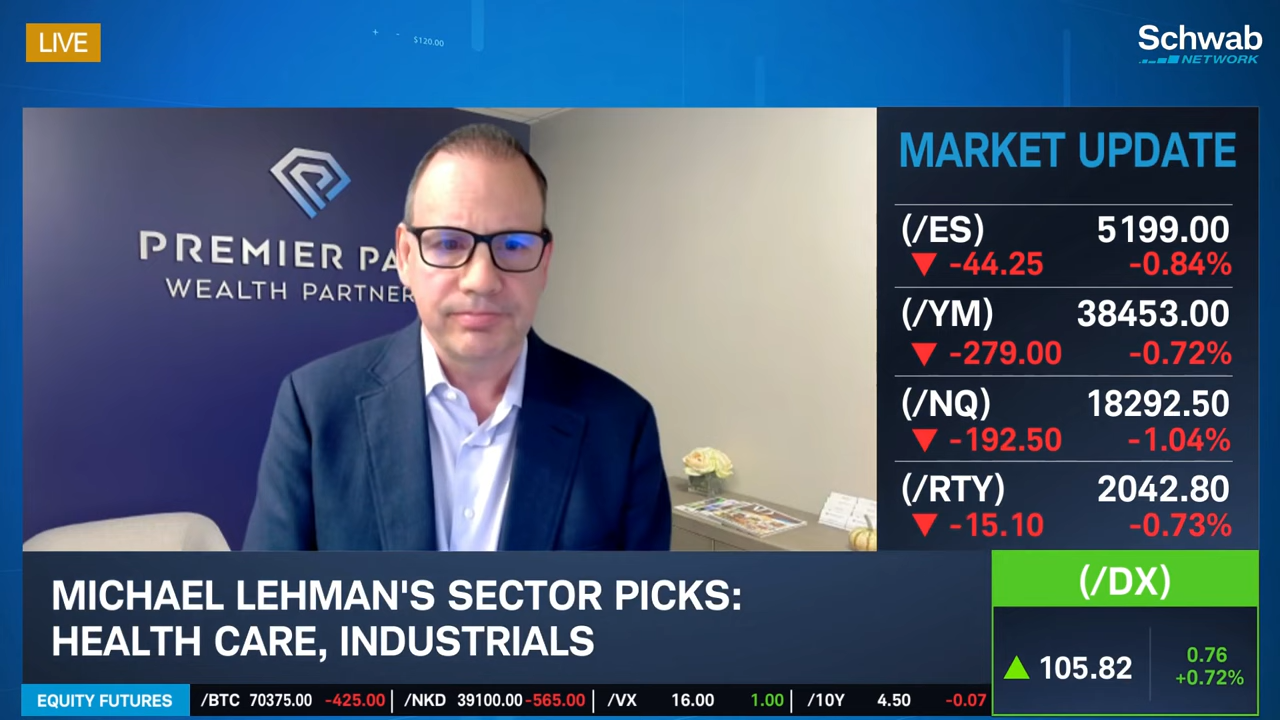 LIVE
$120.00
Schwab
NETWORK
PREMIER PA
WEALTH PARTNER
MARKET UPDATE
(/ES) 5199.00
▼ -44.25 -0.84%
(/YM) 38453.00
▼ -279.00 -0.72%
(/NQ) 18292.50
▼ -192.50 -1.04%
(/RTY) 2042.80
▼ -15.10 -0.73%
MICHAEL LEHMAN'S SECTOR PICKS:
HEALTH CARE, INDUSTRIALS
(/DX)
▲ 105.82 0.76
+0.72%
EQUITY FUTURES /BTC 70375.00 -425.00 | /NKD 39100.00 -565.00 | /VX 16.00 1.00 | /10Y 4.50 -0.07